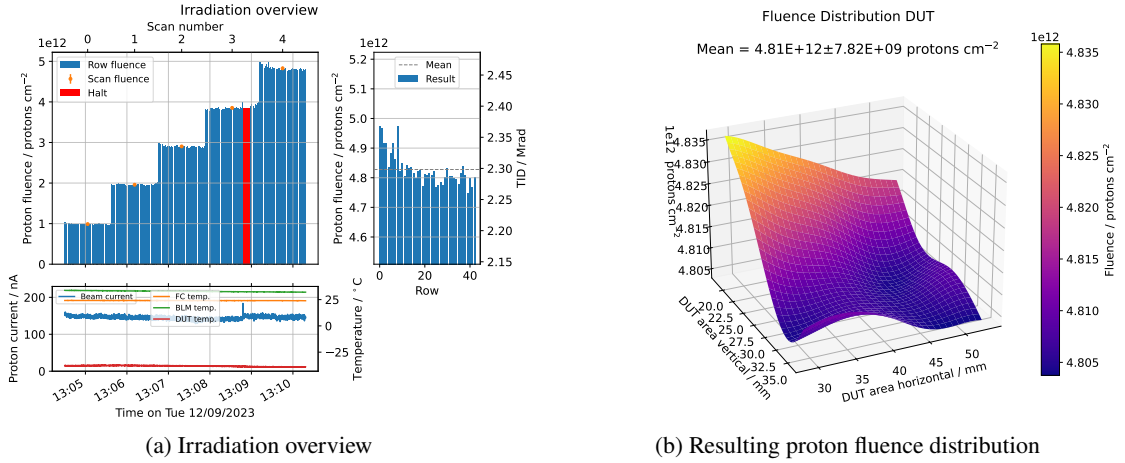 Irradiation overview
Scan number
0 1 2 3 4
1e12
Proton fluence / protons cm⁻²
5
4
3
2
1
0
Row fluence
Scan fluence
Halt
1e12
Proton fluence / protons cm⁻²
5.2
5.1
5.0
4.9
4.8
4.7
4.6
Mean
Result
2.45
2.40
2.35
2.30
2.25
2.20
2.15
TID / Mrad
0 20 40
Row
Proton current / nA
200
100
0
Beam current
FC temp.
BLM temp.
DUT temp.
25
0
−25
Temperature / °C
13:05 13:06 13:07 13:08 13:09 13:10
Time on Tue 12/09/2023
(a) Irradiation overview
Fluence Distribution DUT
Mean = 4.81E+12±7.82E+09 protons cm⁻²
1e12 protons cm⁻²
4.835
4.830
4.825
4.820
4.815
4.810
4.805
20.0
22.5
25.0
27.5
30.0
32.5
35.0
DUT area vertical / mm
30 35 40 45 50
DUT area horizontal / mm
1e12
4.835
4.830
4.825
4.820
4.815
4.810
4.805
Fluence / protons cm⁻²
(b) Resulting proton fluence distribution